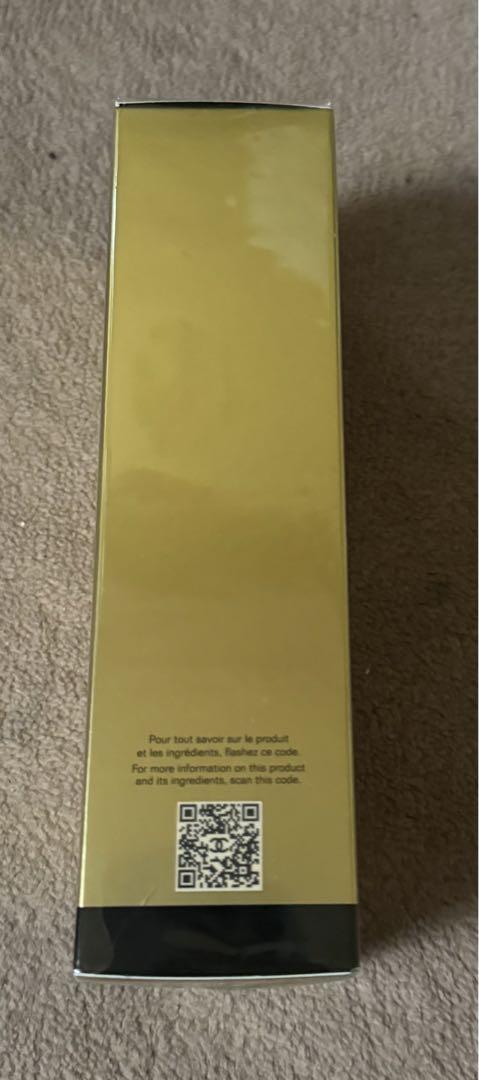 Pour tout savoir sur le produit
et les ingrédients, flashez ce code.
For more information on this product
and its ingredients, scan this code.